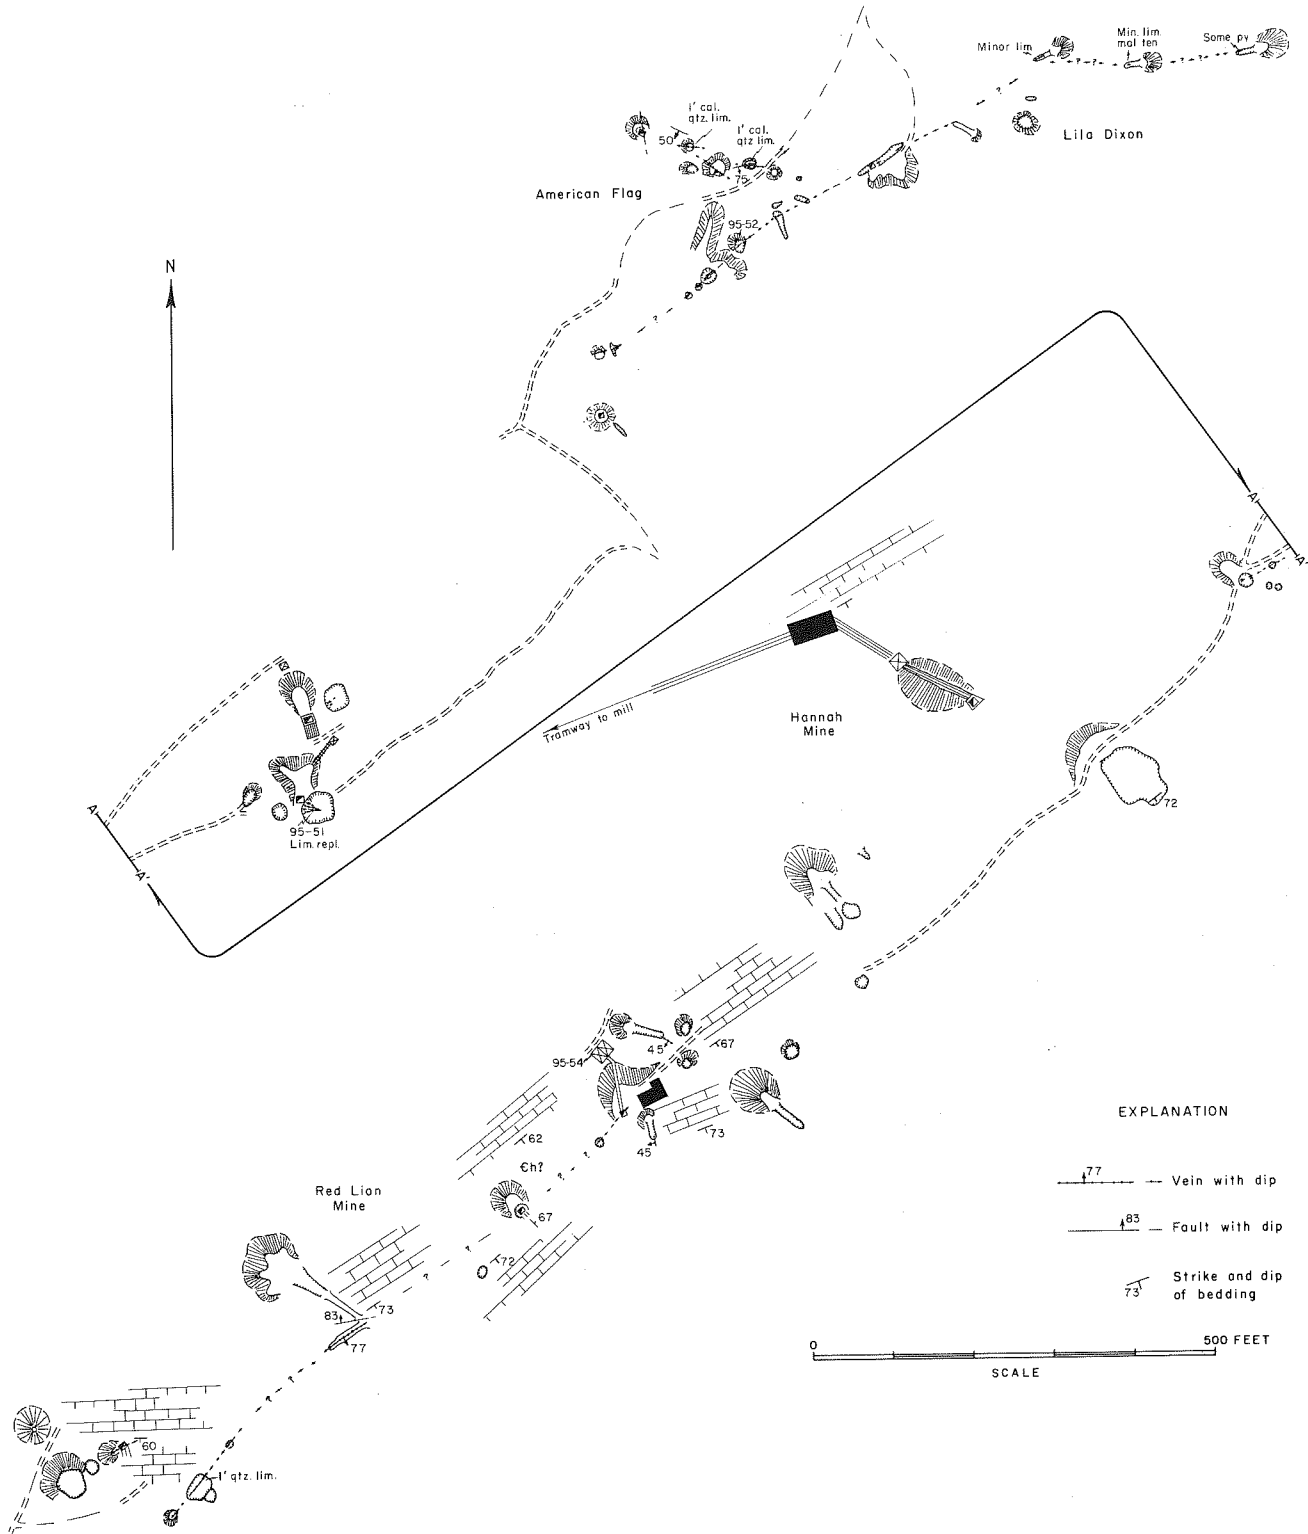 Minor lim
Min. lim.
mal ten
Some py
Lila Dixon
1' cal.
qtz. lim.
1' cal.
qtz lim.
50
75
American Flag
95-52
N
A
A'
Hannah
Mine
Tramway to mill
72
A
A'
95-51
Lim. repl.
45
67
95-54
73
45
62
Єh?
67
72
Red Lion
Mine
83
73
77
60
1' qtz. lim.
EXPLANATION
77
Vein with dip
83
Fault with dip
73
Strike and dip
of bedding
0
500 FEET
SCALE